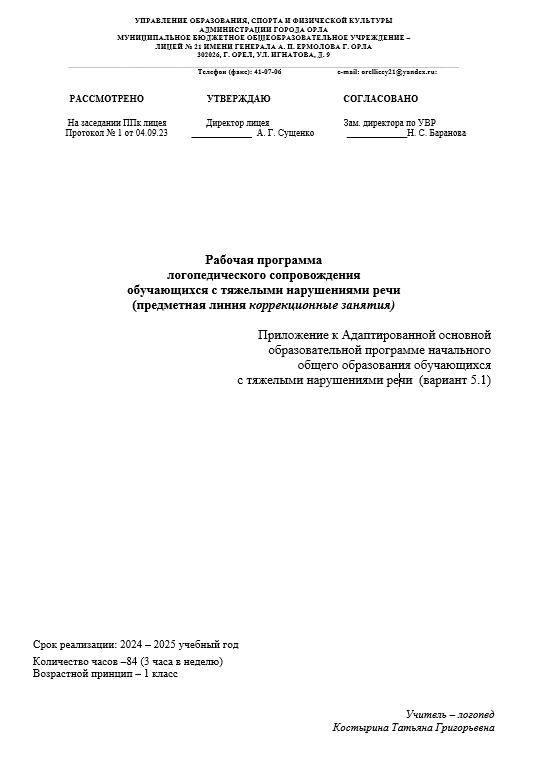 УПРАВЛЕНИЕ ОБРАЗОВАНИЯ, СПОРТА И ФИЗИЧЕСКОЙ КУЛЬТУРЫ
АДМИНИСТРАЦИИ ГОРОДА ОРЛА
МУНИЦИПАЛЬНОЕ БЮДЖЕТНОЕ ОБЩЕОБРАЗОВАТЕЛЬНОЕ УЧРЕЖДЕНИЕ –
ЛИЦЕЙ № 21 ИМЕНИ ГЕНЕРАЛА А. П. ЕРМОЛОВА Г. ОРЛА
302026, Г. ОРЕЛ, УЛ. ИГНАТОВА, Д. 9
Телефон (факс): 41-07-06 e-mail: orelliecy21@yandex.ru:
РАССМОТРЕНО УТВЕРЖДАЮ СОГЛАСОВАНО
На заседании ППк лицея Директор лицея Зам. директора по УВР
Протокол № 1 от 04.09.23 ______________ А. Г. Сущенко ______________Н. С. Баранова
Рабочая программа
логопедического сопровождения
обучающихся с тяжелыми нарушениями речи
(предметная линия коррекционные занятия)
Приложение к Адаптированной основной
образовательной программе начального
общего образования обучающихся
с тяжелыми нарушениями речи (вариант 5.1)
Срок реализации: 2024 – 2025 учебный год
Количество часов –84 (3 часа в неделю)
Возрастной принцип – 1 класс
Учитель – логопед
Костырина Татьяна Григорьевна